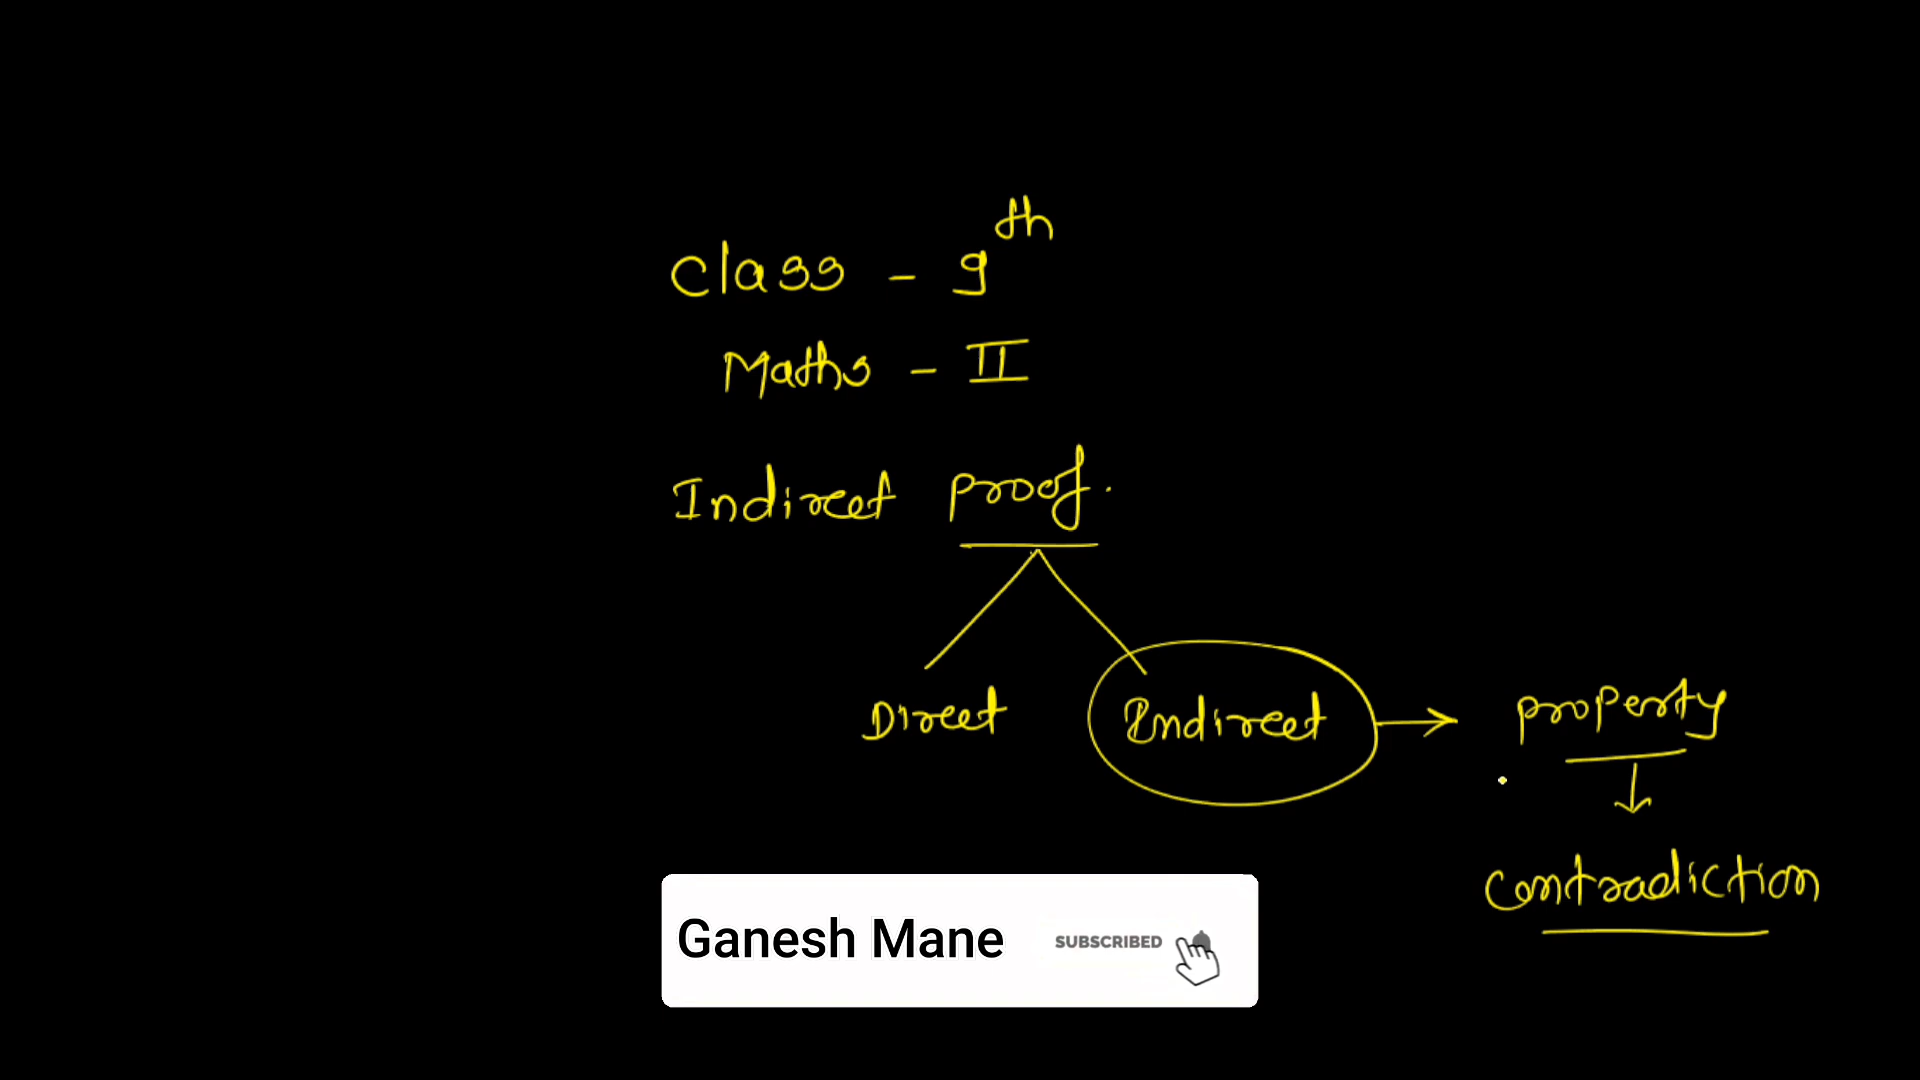 Class - 9th
Maths - II
Indirect proof.
Direct Indirect → property
↓
contradiction
Ganesh Mane SUBSCRIBED